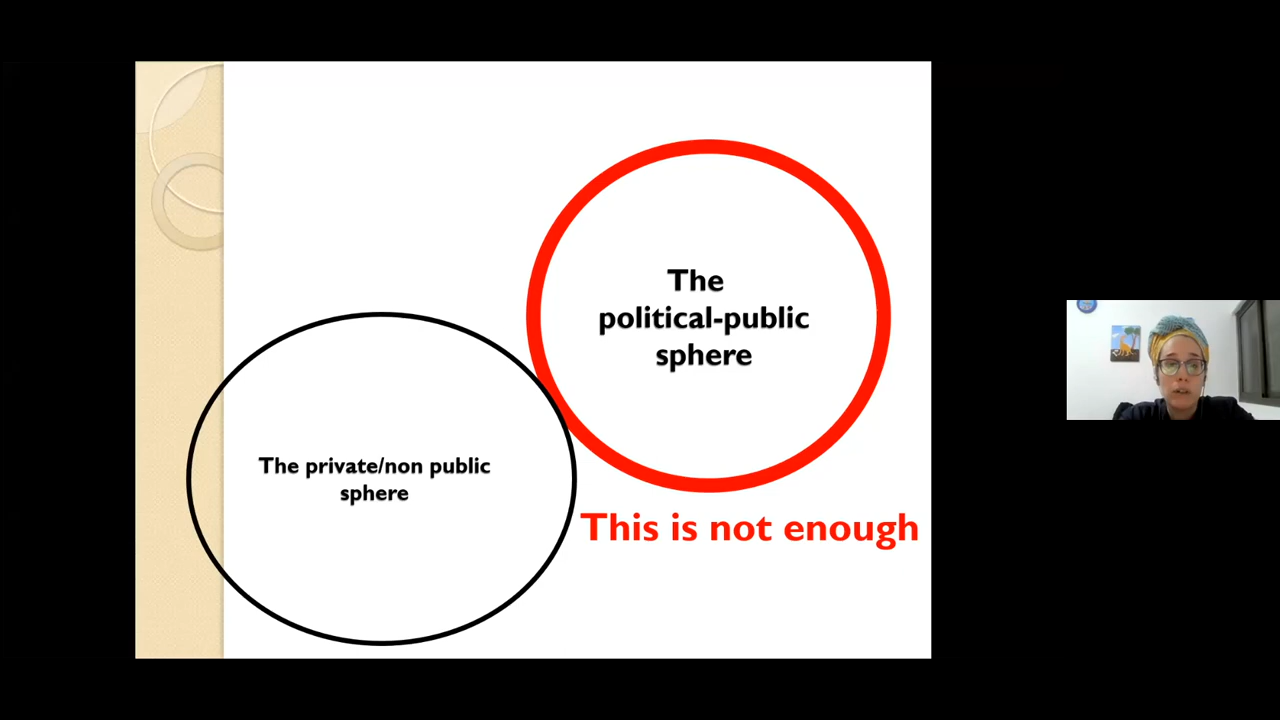 The
political-public
sphere
The private/non public
sphere
This is not enough